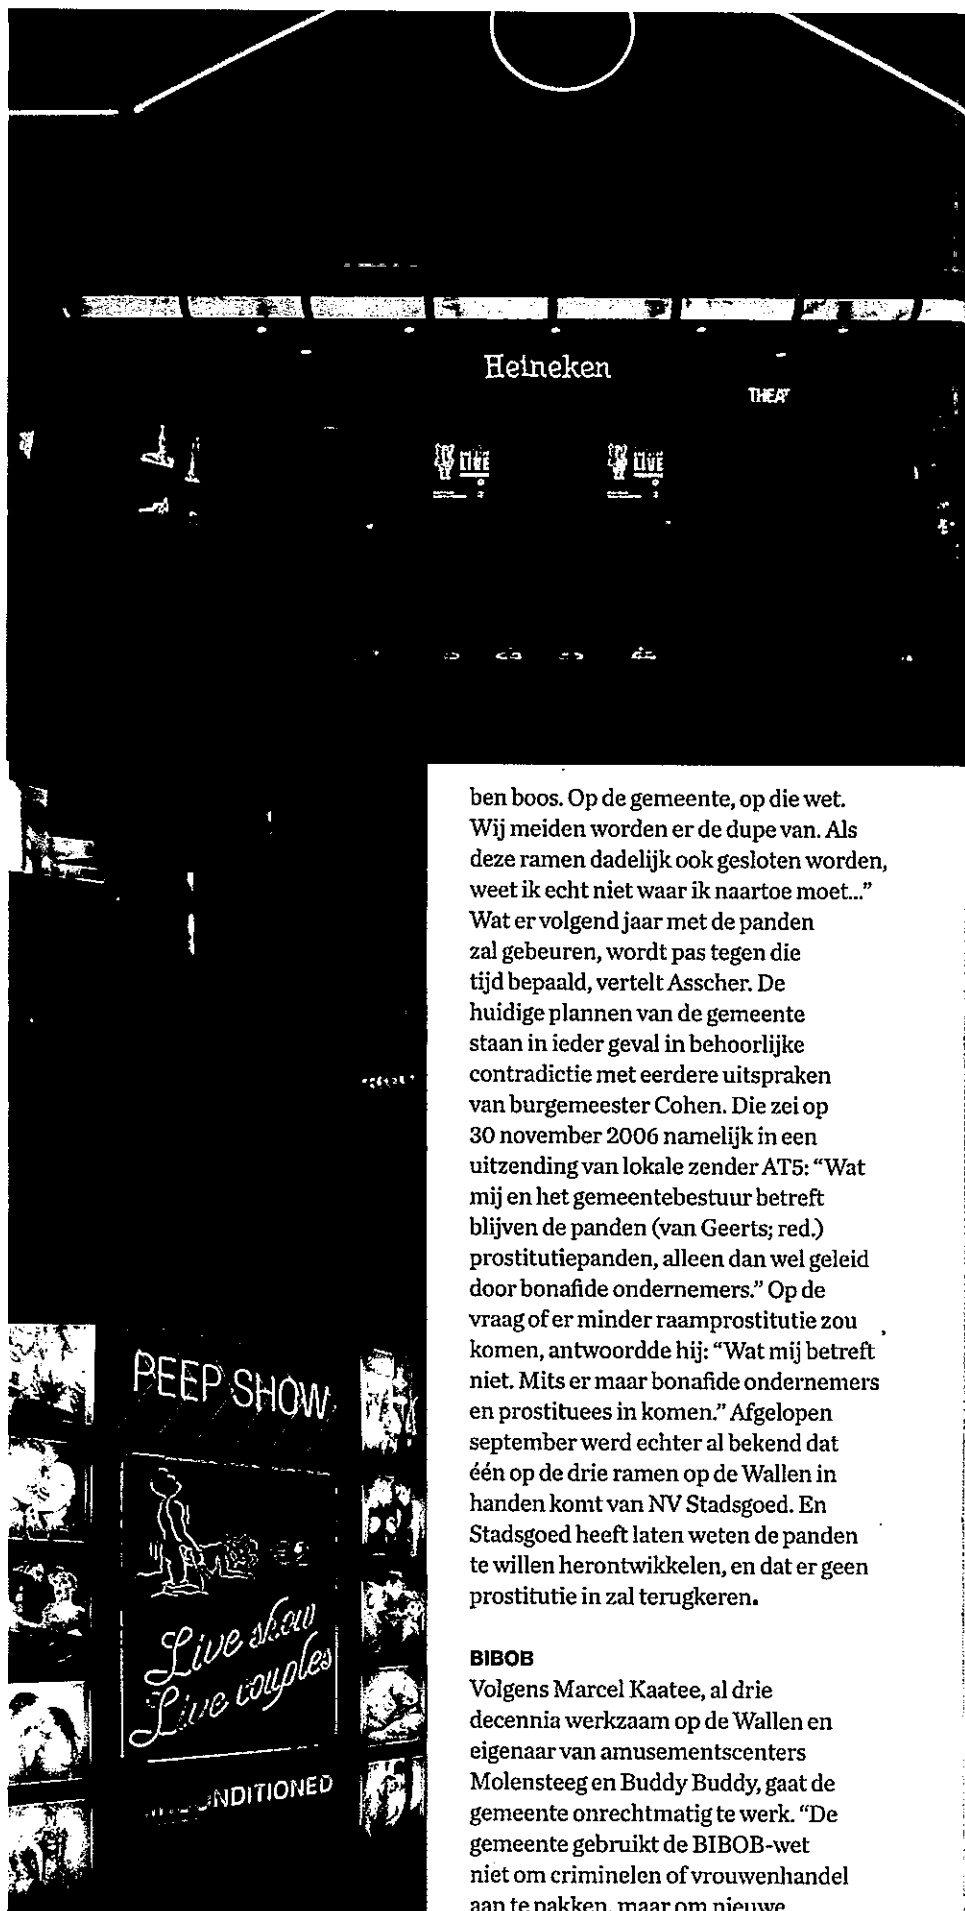 Heineken
LIVE
LIVE
ben boos. Op de gemeente, op die wet.
Wij meiden worden er de dupe van. Als
deze ramen dadelijk ook gesloten worden,
weet ik echt niet waar ik naartoe moet...”
Wat er volgend jaar met de panden
zal gebeuren, wordt pas tegen die
tijd bepaald, vertelt Asscher. De
huidige plannen van de gemeente
staan in ieder geval in behoorlijke
contradictie met eerdere uitspraken
van burgemeester Cohen. Die zei op
30 november 2006 namelijk in een
uitzending van lokale zender AT5: “Wat
mij en het gemeentebestuur betreft
blijven de panden (van Geerts; red.)
prostitutiepanden, alleen dan wel geleid
door bonafide ondernemers.” Op de
vraag of er minder raamprostitutie zou
komen, antwoordde hij: “Wat mij betreft
niet. Mits er maar bonafide ondernemers
en prostituees in komen.” Afgelopen
september werd echter al bekend dat
één op de drie ramen op de Wallen in
handen komt van NV Stadsgoed. En
Stadsgoed heeft laten weten de panden
te willen herontwikkelen, en dat er geen
prostitutie in zal terugkeren.
BIBOB
Volgens Marcel Kaatee, al drie
decennia werkzaam op de Wallen en
eigenaar van amusementscenters
Molensteeg en Buddy Buddy, gaat de
gemeente onrechtmatig te werk. “De
gemeente gebruikt de BIBOB-wet
niet om criminelen of vrouwenhandel
aan te pakken, maar om nieuwe
PEEP SHOW
Live show
Live couples